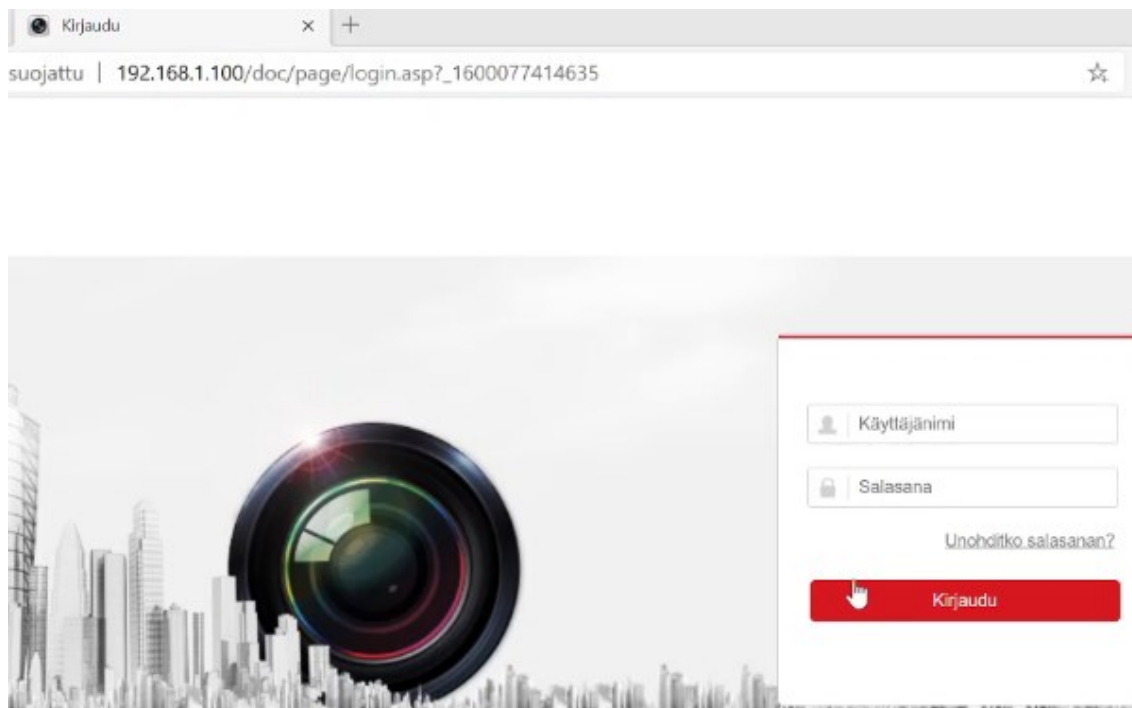 Kirjaudu
suojattu | 192.168.1.100/doc/page/login.asp?_1600077414635
Käyttäjänimi
Salasana
Unohditko salasanan?
Kirjaudu